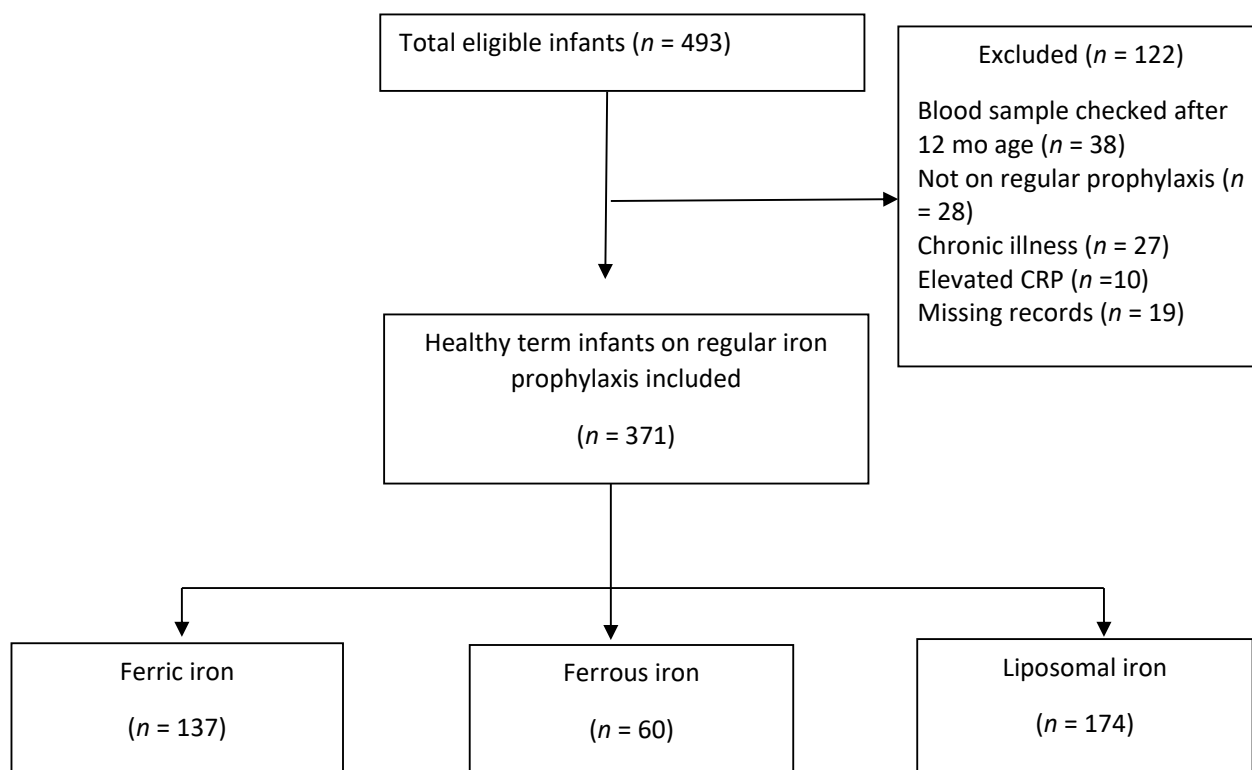 Total eligible infants (n = 493)
Excluded (n = 122)
Blood sample checked after
12 mo age (n = 38)
Not on regular prophylaxis (n
= 28)
Chronic illness (n = 27)
Elevated CRP (n =10)
Missing records (n = 19)
Healthy term infants on regular iron
prophylaxis included
(n = 371)
Ferric iron
(n = 137)
Ferrous iron
(n = 60)
Liposomal iron
n = 174)